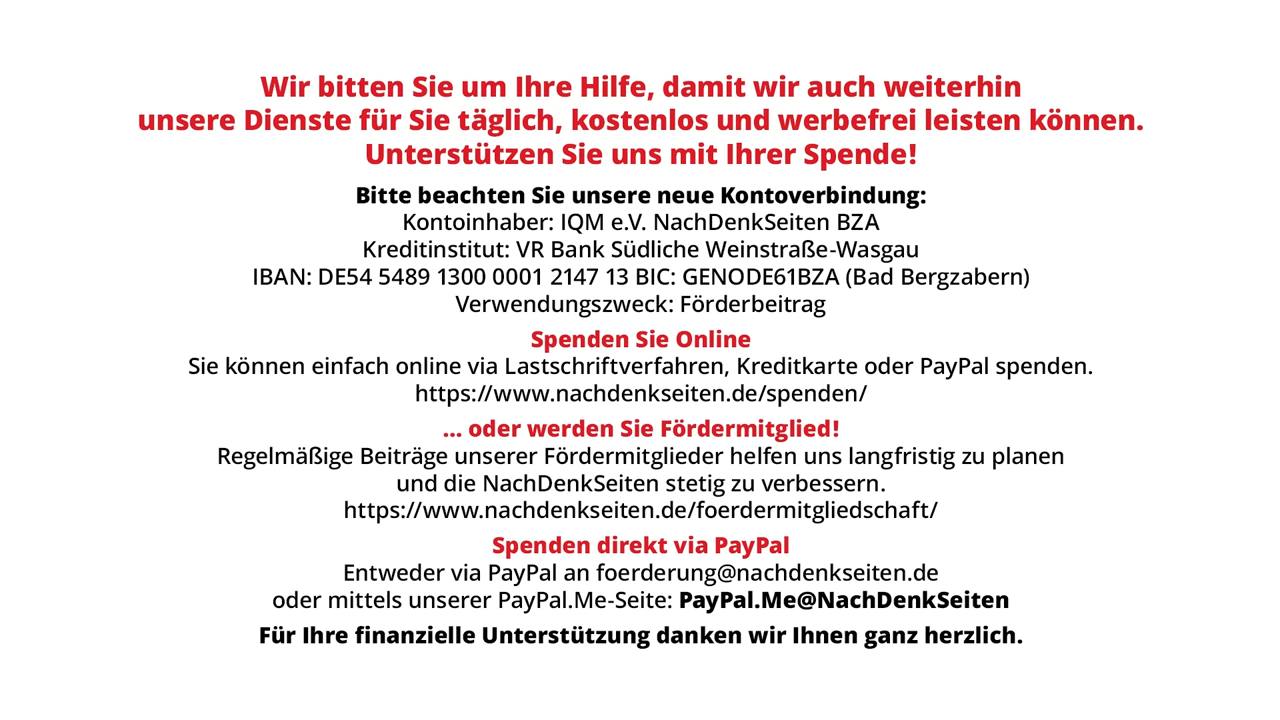 Wir bitten Sie um Ihre Hilfe, damit wir auch weiterhin
unsere Dienste für Sie täglich, kostenlos und werbefrei leisten können.
Unterstützen Sie uns mit Ihrer Spende!
Bitte beachten Sie unsere neue Kontoverbindung:
Kontoinhaber: IQM e.V. NachDenkSeiten BZA
Kreditinstitut: VR Bank Südliche Weinstraße-Wasgau
IBAN: DE54 5489 1300 0001 2147 13 BIC: GENODE61BZA (Bad Bergzabern)
Verwendungszweck: Förderbeitrag
Spenden Sie Online
Sie können einfach online via Lastschriftverfahren, Kreditkarte oder PayPal spenden.
https://www.nachdenkseiten.de/spenden/
... oder werden Sie Fördermitglied!
Regelmäßige Beiträge unserer Fördermitglieder helfen uns langfristig zu planen
und die NachDenkSeiten stetig zu verbessern.
https://www.nachdenkseiten.de/foerdermitgliedschaft/
Spenden direkt via PayPal
Entweder via PayPal an foerderung@nachdenkseiten.de
oder mittels unserer PayPal.Me-Seite: PayPal.Me@NachDenkSeiten
Für Ihre finanzielle Unterstützung danken wir Ihnen ganz herzlich.